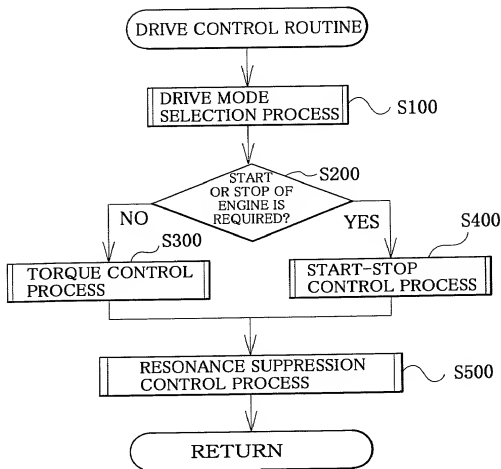 DRIVE CONTROL ROUTINE
DRIVE MODE
SELECTION PROCESS
S100
S200
START
OR STOP OF
ENGINE IS
REQUIRED?
NO
YES
S300
S400
TORQUE CONTROL
PROCESS
START-STOP
CONTROL PROCESS
RESONANCE SUPPRESSION
CONTROL PROCESS
S500
RETURN